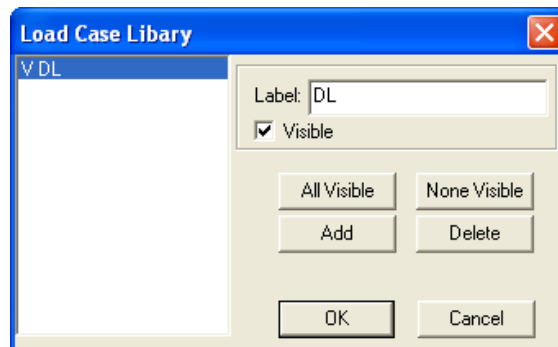 Load Case Libary
V DL
Label: DL
Visible
All Visible
None Visible
Add
Delete
OK
Cancel